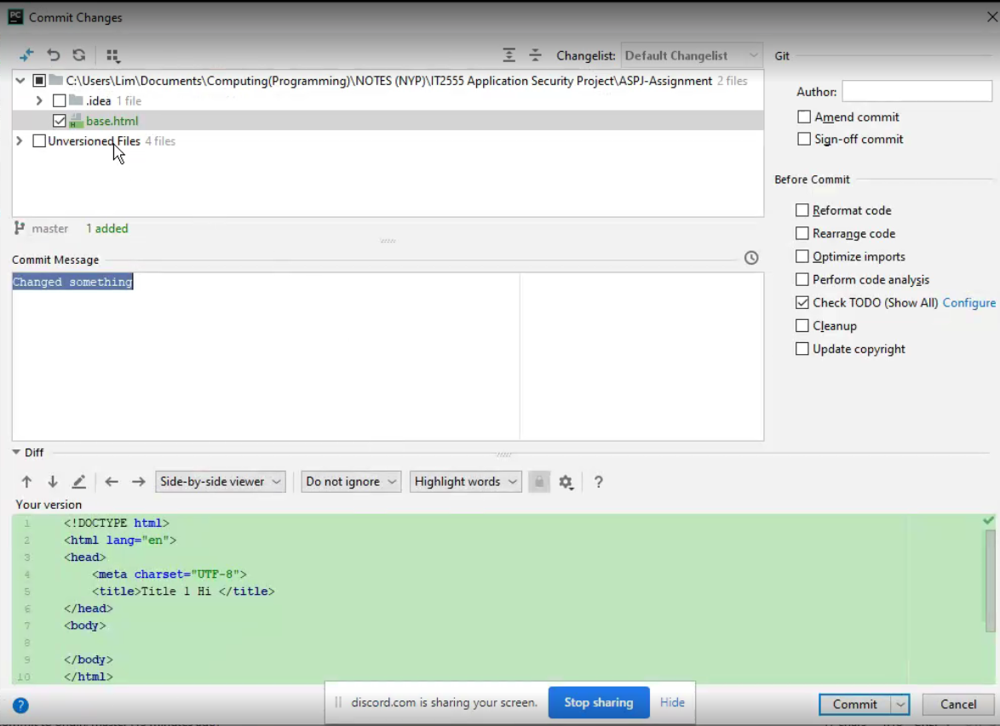 PC Commit Changes
Changelist: Default Changelist
Git
C:\Users\Lim\Documents\Computing(Programming)\NOTES (NYP)\IT2555 Application Security Project\ASPJ-Assignment 2 files
.idea 1 file
H base.html
Unversioned Files 4 files
Author:
Amend commit
Sign-off commit
Before Commit
Reformat code
Rearrange code
Optimize imports
Perform code analysis
Check TODO (Show All) Configure
Cleanup
Update copyright
master 1 added
Commit Message
Changed something
Diff
Side-by-side viewer Do not ignore Highlight words ?
Your version
1 <!DOCTYPE html>
2 <html lang="en">
3 <head>
4 <meta charset="UTF-8">
5 <title>Title 1 Hi </title>
6 </head>
7 <body>
8
9 </body>
10 </html>
discord.com is sharing your screen. Stop sharing Hide
? Commit Cancel